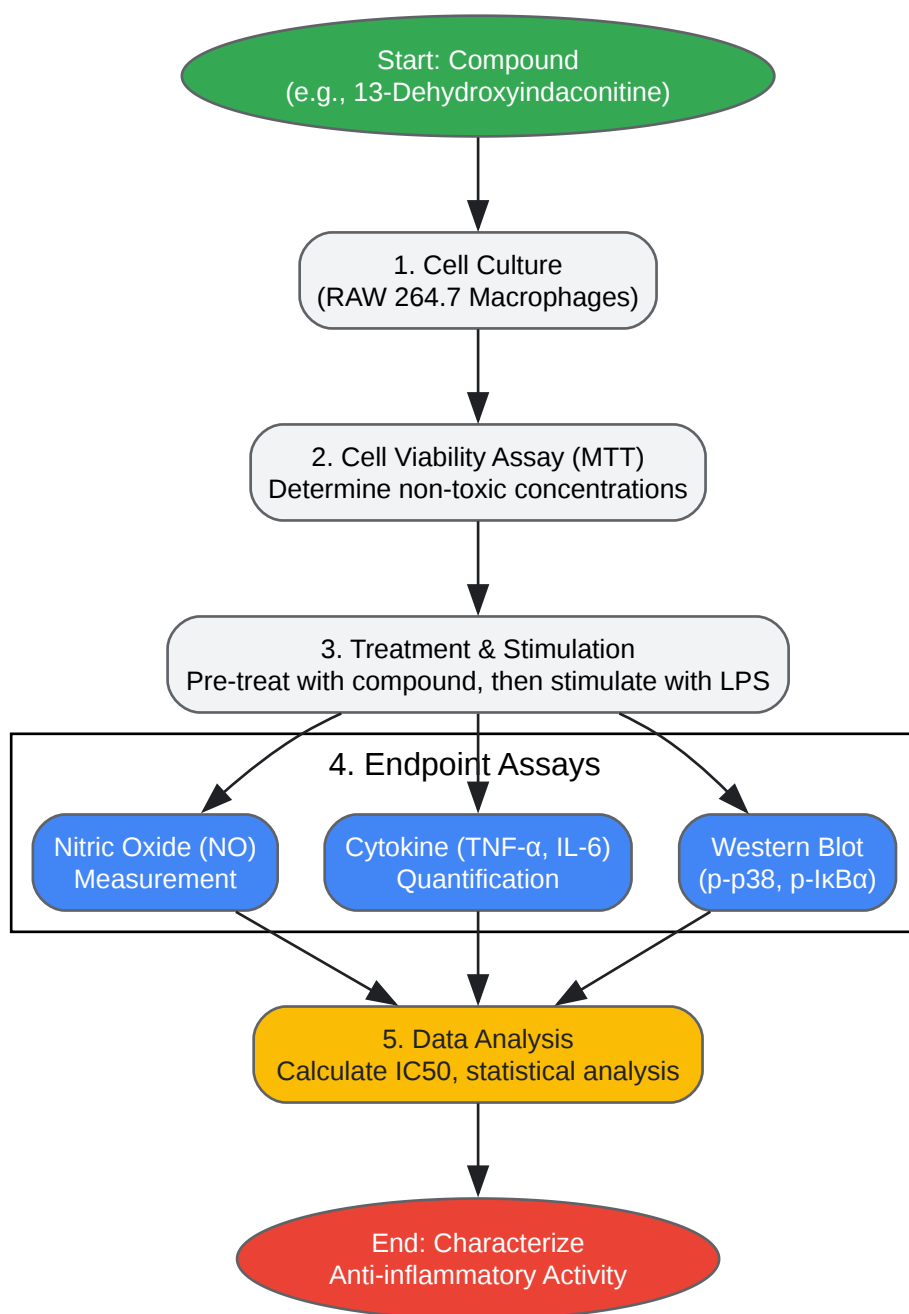 Start: Compound
(e.g., 13-Dehydroxyindaconitine)
1. Cell Culture
(RAW 264.7 Macrophages)
2. Cell Viability Assay (MTT)
Determine non-toxic concentrations
3. Treatment & Stimulation
Pre-treat with compound, then stimulate with LPS
4. Endpoint Assays
Nitric Oxide (NO)
Measurement
Cytokine (TNF-α, IL-6)
Quantification
Western Blot
(p-p38, p-IκBα)
5. Data Analysis
Calculate IC50, statistical analysis
End: Characterize
Anti-inflammatory Activity